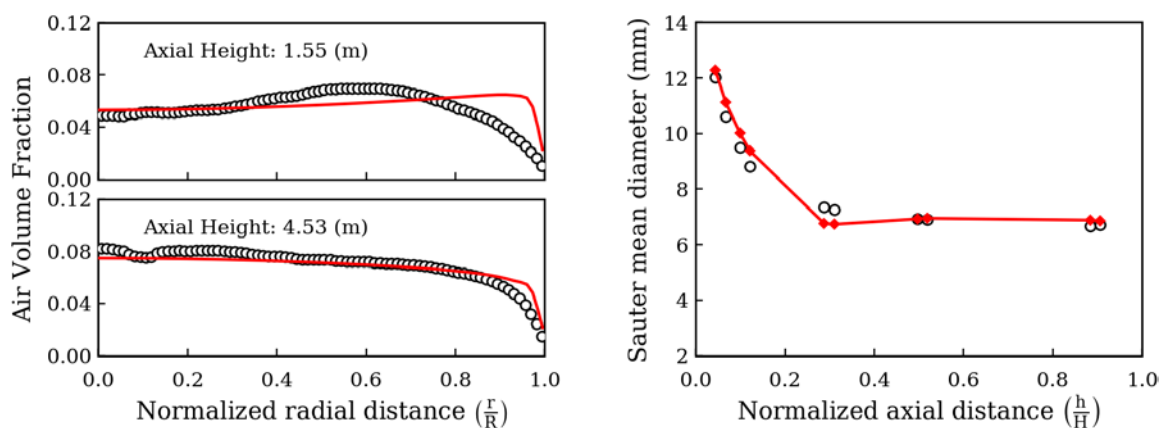 Air Volume Fraction
0.12
0.08
0.04
0.00
Axial Height: 1.55 (m)
0.12
0.08
0.04
0.00
Axial Height: 4.53 (m)
0.0 0.2 0.4 0.6 0.8 1.0
Normalized radial distance (r/R)
Sauter mean diameter (mm)
14
12
10
8
6
4
2
0.0 0.2 0.4 0.6 0.8 1.0
Normalized axial distance (h/H)